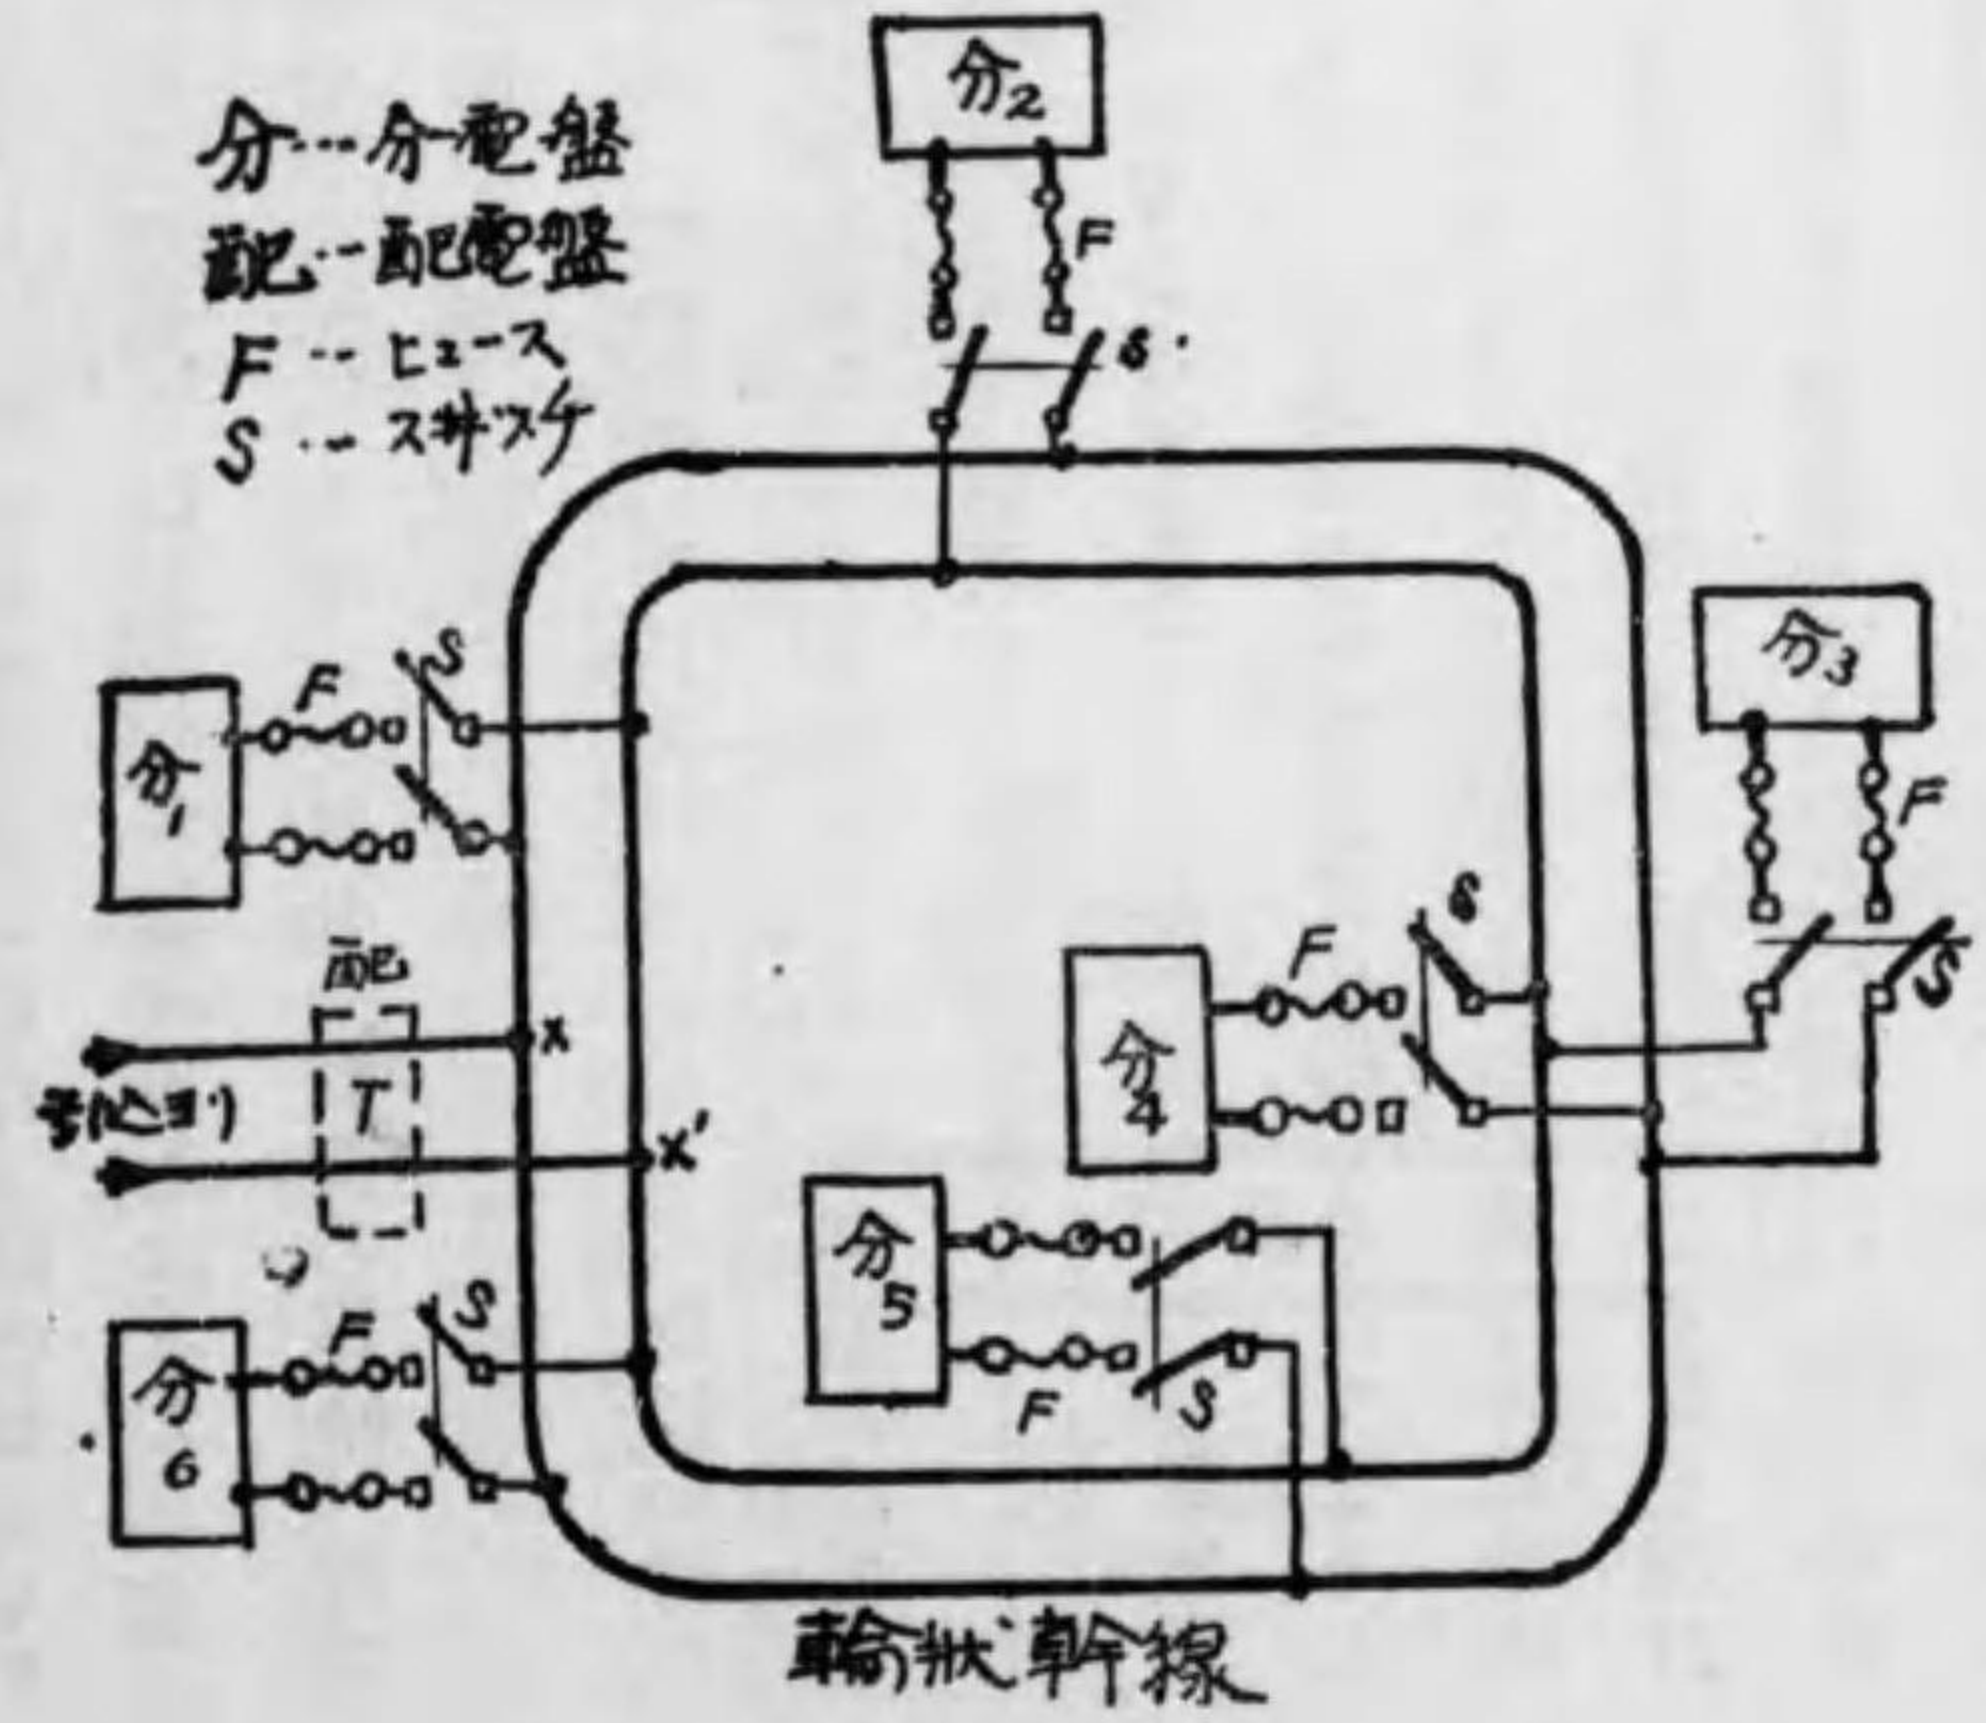 分…分電盤
配…配電盤
F…ヒュース
S…スヰッチ
分2
F
S
分3
F
S
分1
F
S
配
T
引込ヨリ
x
x'
分4
F
S
分5
F
S
分6
F
S
輪状幹線